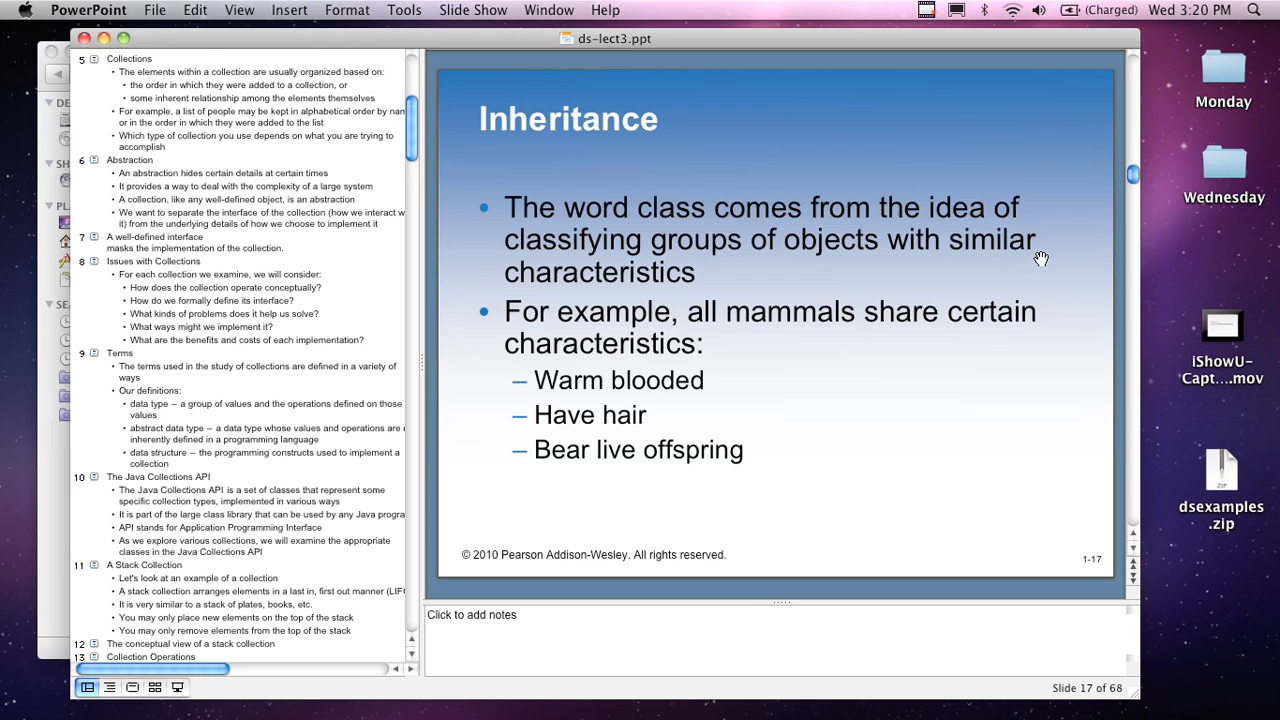 PowerPoint File Edit View Insert Format Tools Slide Show Window Help (Charged) Wed 3:20 PM
ds-lect3.ppt
5 Collections
• The elements within a collection are usually organized based on:
• the order in which they were added to a collection, or
• some inherent relationship among the elements themselves
• For example, a list of people may be kept in alphabetical order by nam
or in the order in which they were added to the list
• Which type of collection you use depends on what you are trying to
accomplish
6 Abstraction
• An abstraction hides certain details at certain times
• It provides a way to deal with the complexity of a large system
• A collection, like any well-defined object, is an abstraction
• We want to separate the interface of the collection (how we interact w
it) from the underlying details of how we choose to implement it
7 A well-defined interface
masks the implementation of the collection.
8 Issues with Collections
• For each collection we examine, we will consider:
• How does the collection operate conceptually?
• How do we formally define its interface?
• What kinds of problems does it help us solve?
• What ways might we implement it?
• What are the benefits and costs of each implementation?
9 Terms
• The terms used in the study of collections are defined in a variety of
ways
• Our definitions:
• data type – a group of values and the operations defined on those
values
• abstract data type – a data type whose values and operations are
inherently defined in a programming language
• data structure – the programming constructs used to implement a
collection
10 The Java Collections API
• The Java Collections API is a set of classes that represent some
specific collection types, implemented in various ways
• It is part of the large class library that can be used by any Java progra
• API stands for Application Programming Interface
• As we explore various collections, we will examine the appropriate
classes in the Java Collections API
11 A Stack Collection
• Let's look at an example of a collection
• A stack collection arranges elements in a last in, first out manner (LIF
• It is very similar to a stack of plates, books, etc.
• You may only place new elements on the top of the stack
• You may only remove elements from the top of the stack
12 The conceptual view of a stack collection
13 Collection Operations
DE
SH
PL
SE
Inheritance
• The word class comes from the idea of
classifying groups of objects with similar
characteristics
• For example, all mammals share certain
characteristics:
– Warm blooded
– Have hair
– Bear live offspring
© 2010 Pearson Addison-Wesley. All rights reserved.
1-17
Click to add notes
Slide 17 of 68
Monday
Wednesday
iShowU-
Capt....mov
ZIP
dsexamples
.zip